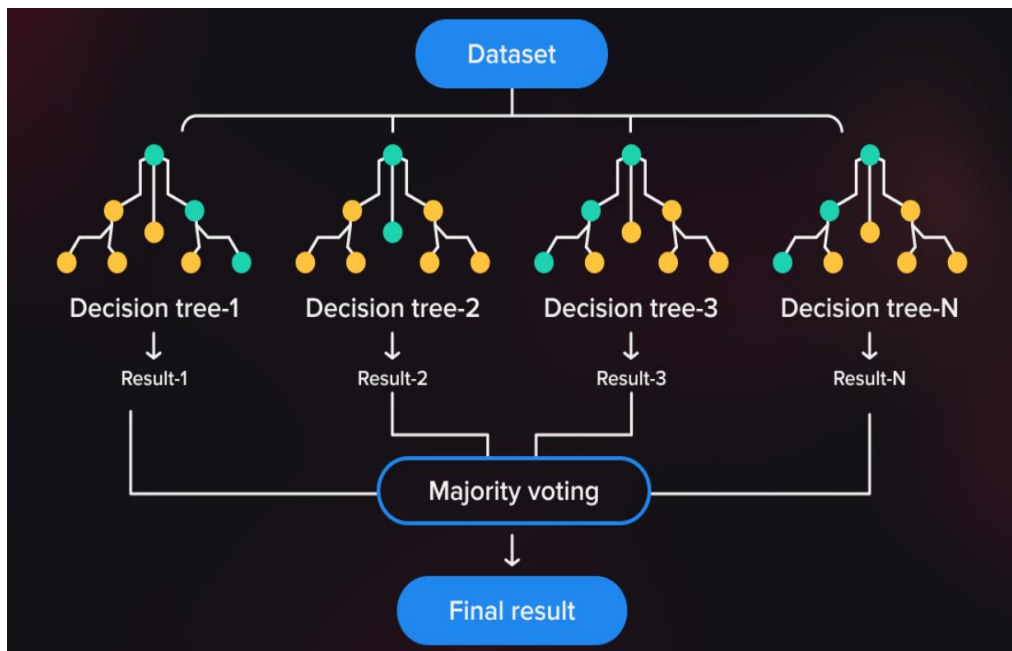 Dataset
Decision tree-1
Decision tree-2
Decision tree-3
Decision tree-N
Result-1
Result-2
Result-3
Result-N
Majority voting
Final result